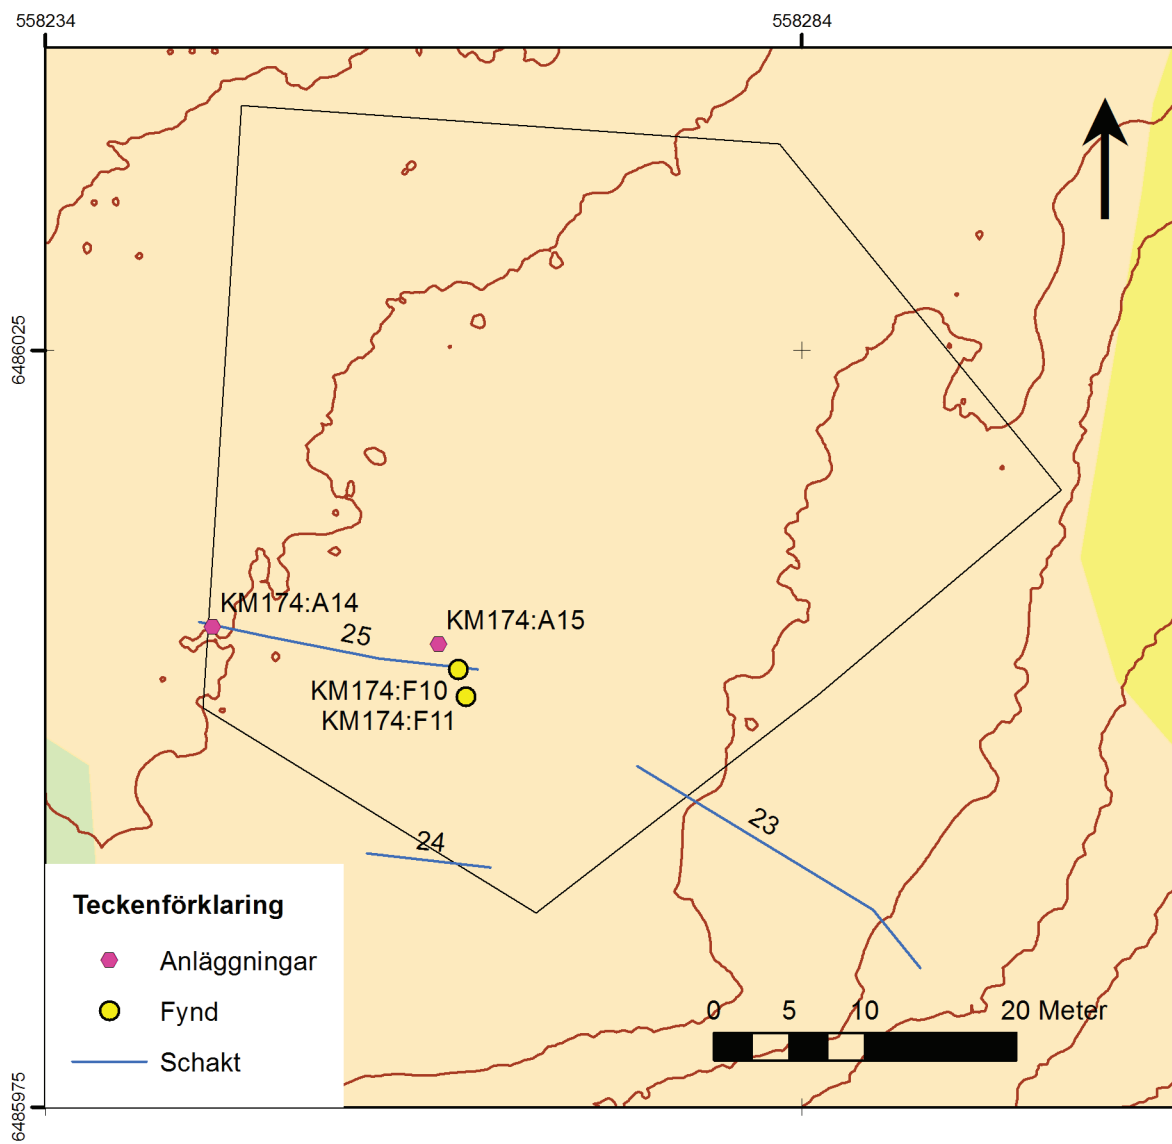 558234
558284
6486025
KM174:A14
KM174:A15
25
KM174:F10
KM174:F11
23
24
Teckenförklaring
Anläggningar
Fynd
Schakt
0 5 10 20 Meter
6485975